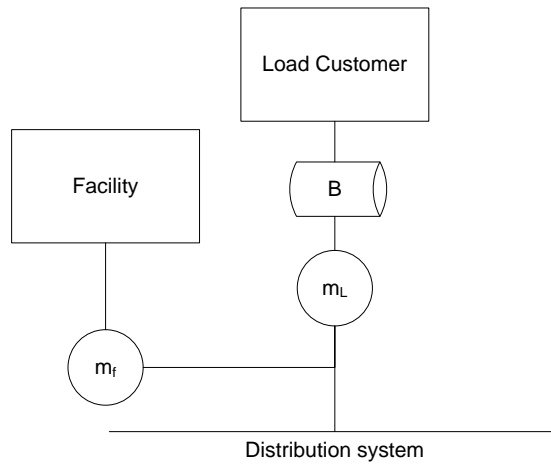 Load Customer
Facility
B
mL
mf
Distribution system